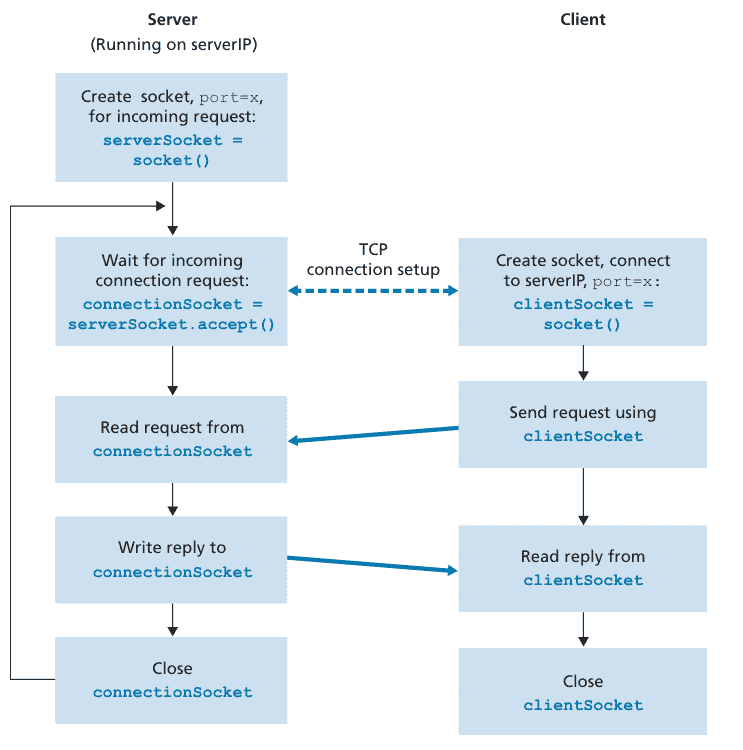 Server
(Running on serverIP)
Client
Create socket, port=x,
for incoming request:
serverSocket =
socket()
Wait for incoming
connection request:
connectionSocket =
serverSocket.accept()
TCP
connection setup
Create socket, connect
to serverIP, port=x:
clientSocket =
socket()
Read request from
connectionSocket
Send request using
clientSocket
Write reply to
connectionSocket
Read reply from
clientSocket
Close
connectionSocket
Close
clientSocket